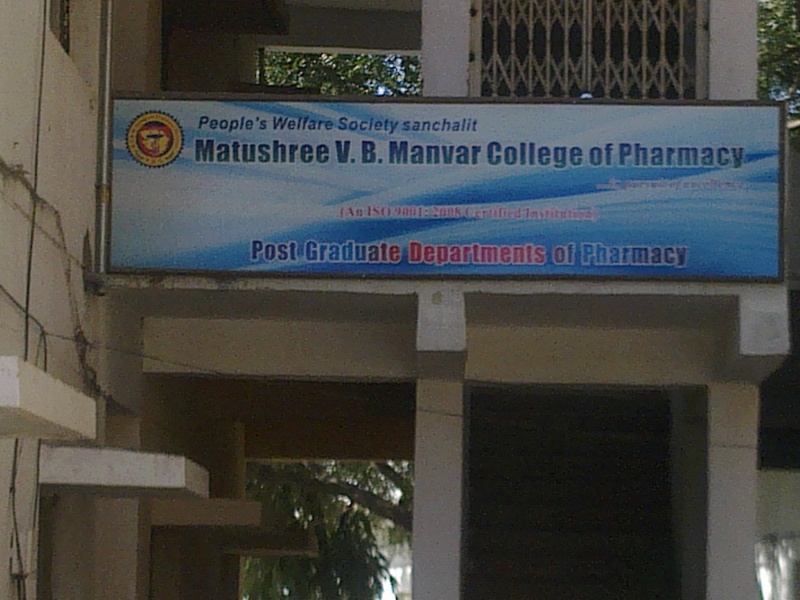 People's Welfare Society sanchalit
Matushree V. B. Manvar College of Pharmacy
(An ISO 9001: 2008 Certified Institution)
Post Graduate Departments of Pharmacy